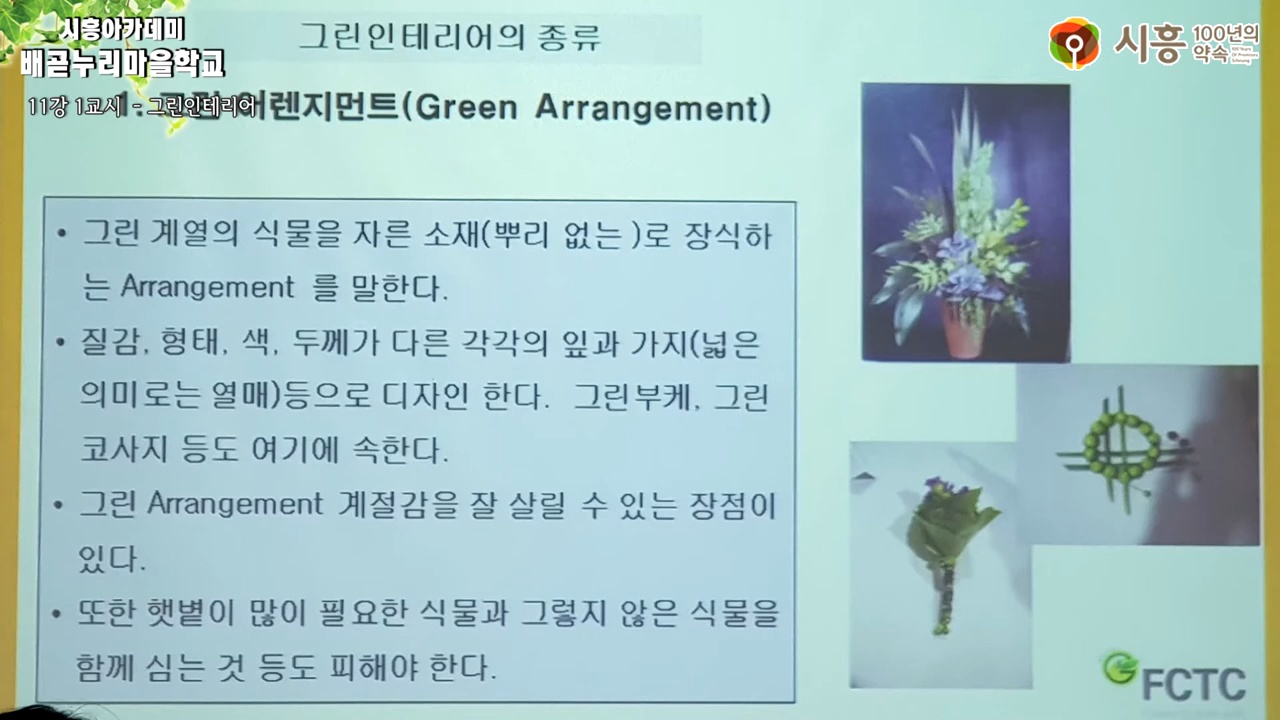 시흥아카데미
배곧누리마을학교
11강 1교시 - 그린인테리어
그린인테리어의 종류
어렌지먼트(Green Arrangement)
시흥 100년의 약속
• 그린 계열의 식물을 자른 소재(뿌리 없는)로 장식하
는 Arrangement 를 말한다.
• 질감, 형태, 색, 두께가 다른 각각의 잎과 가지(넓은
의미로는 열매)등으로 디자인 한다. 그린부케, 그린
코사지 등도 여기에 속한다.
• 그린 Arrangement 계절감을 잘 살릴 수 있는 장점이
있다.
• 또한 햇볕이 많이 필요한 식물과 그렇지 않은 식물을
함께 심는 것 등도 피해야 한다.
FCTC